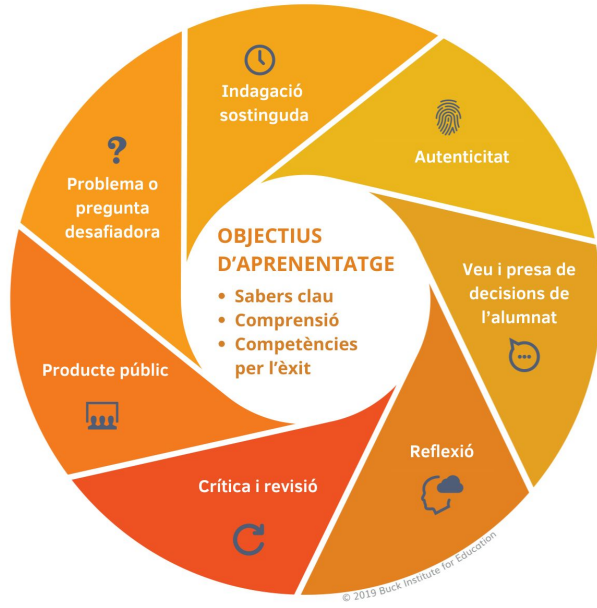 Indagació
sostinguda
Autenticitat
?
Problema o
pregunta
desafiadora
OBJECTIUS
D'APRENENTATGE
• Sabers clau
• Comprensió
• Competències
per l'èxit
Veu i presa de
decisions de
l'alumnat
Producte públic
Reflexió
Crítica i revisió
© 2019 Buck Institute for Education